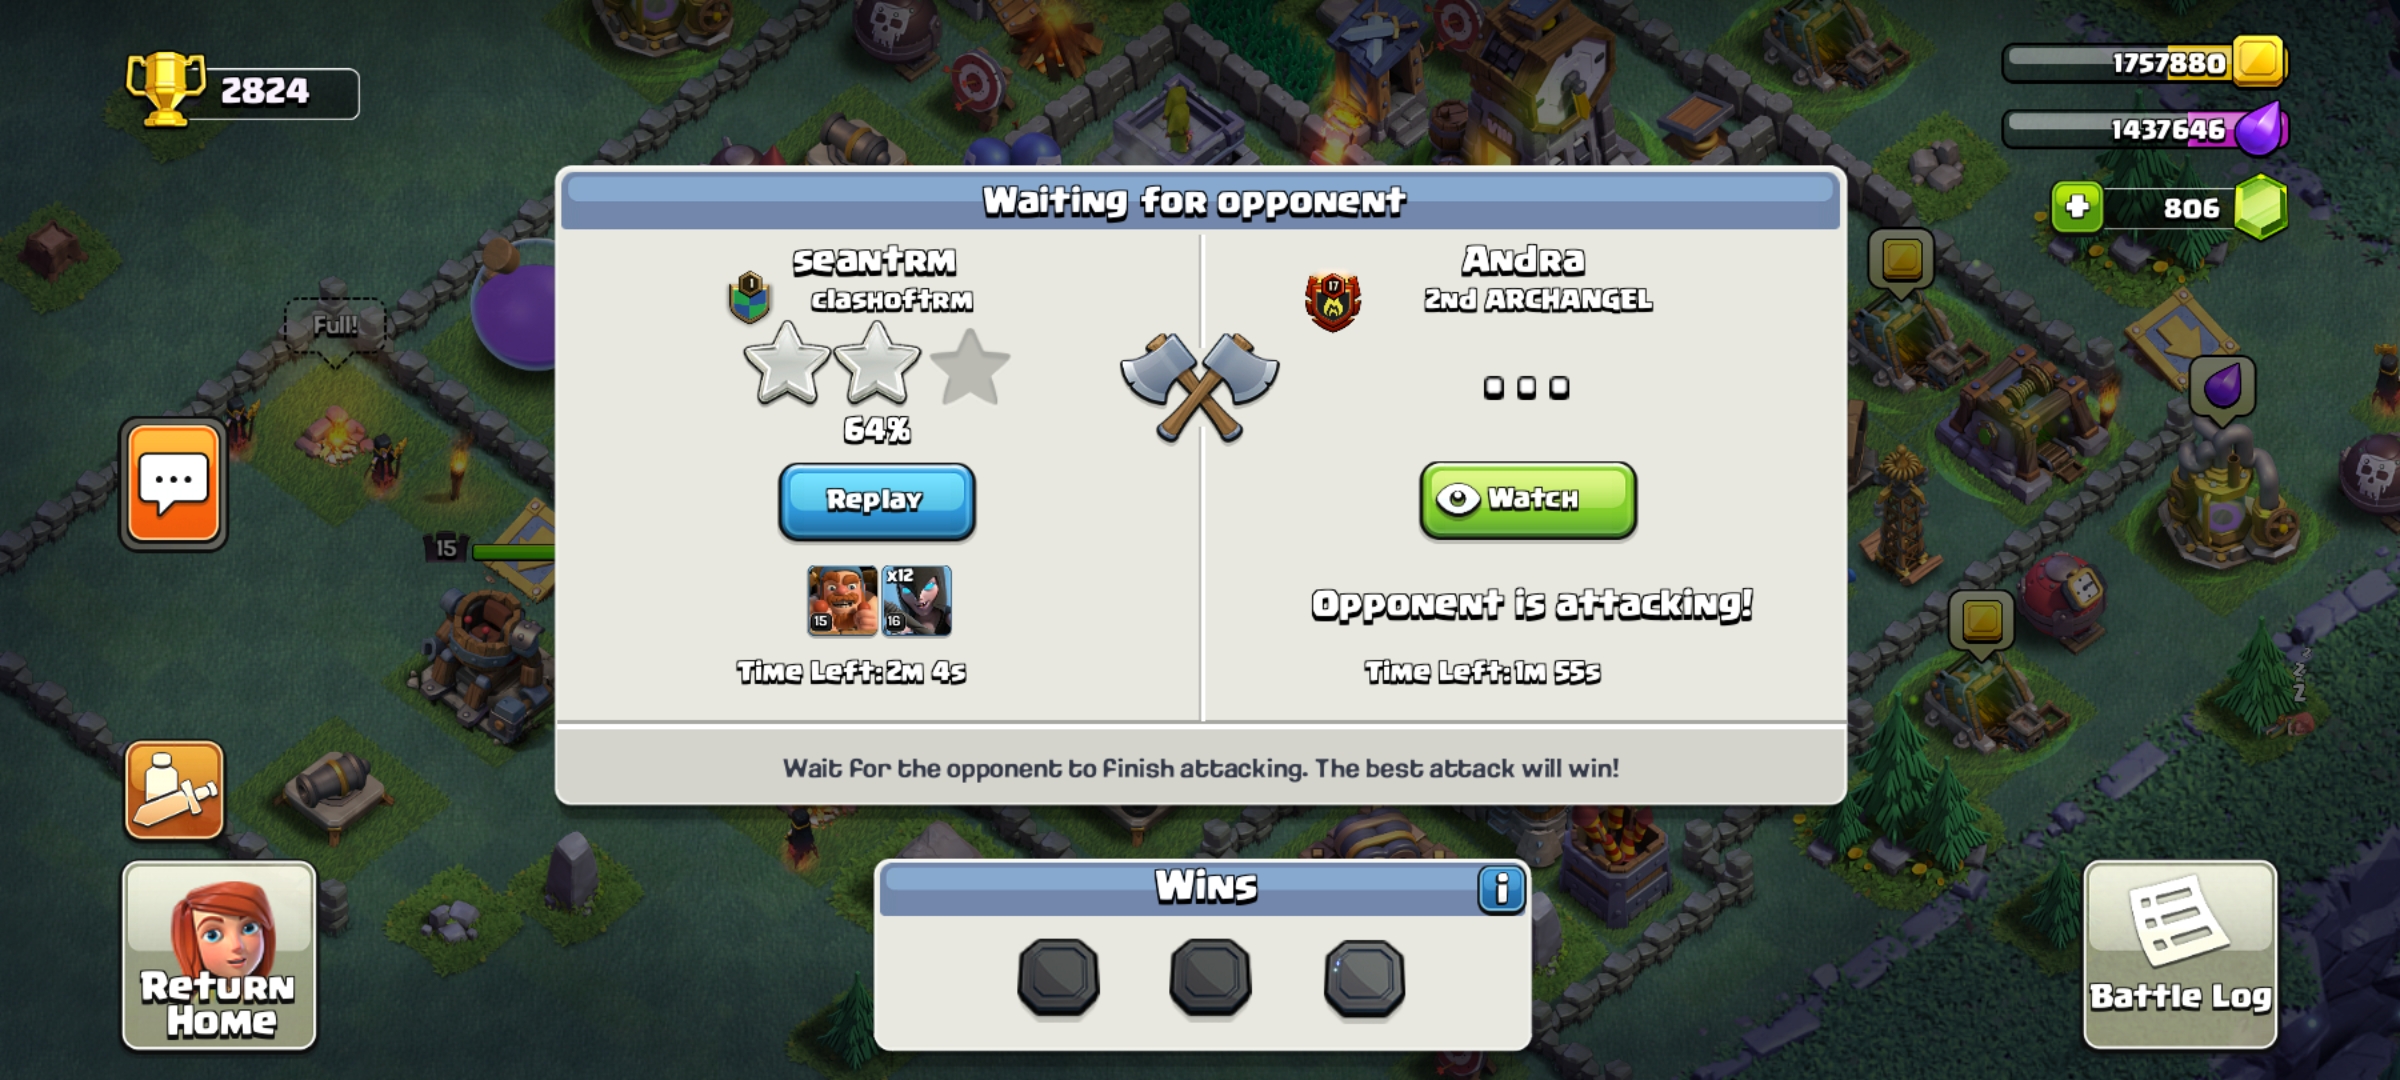 2824
1757880
1437646
806
Waiting for opponent
seantrm
clashoftrm
1
64%
Replay
x12
15
16
Time Left:2m 4s
Andra
2nd ARCHANGEL
17
Watch
Opponent is attacking!
Time Left:1m 55s
Wait for the opponent to finish attacking. The best attack will win!
Full!
15
z
z
z
Wins
i
Return
Home
Battle Log